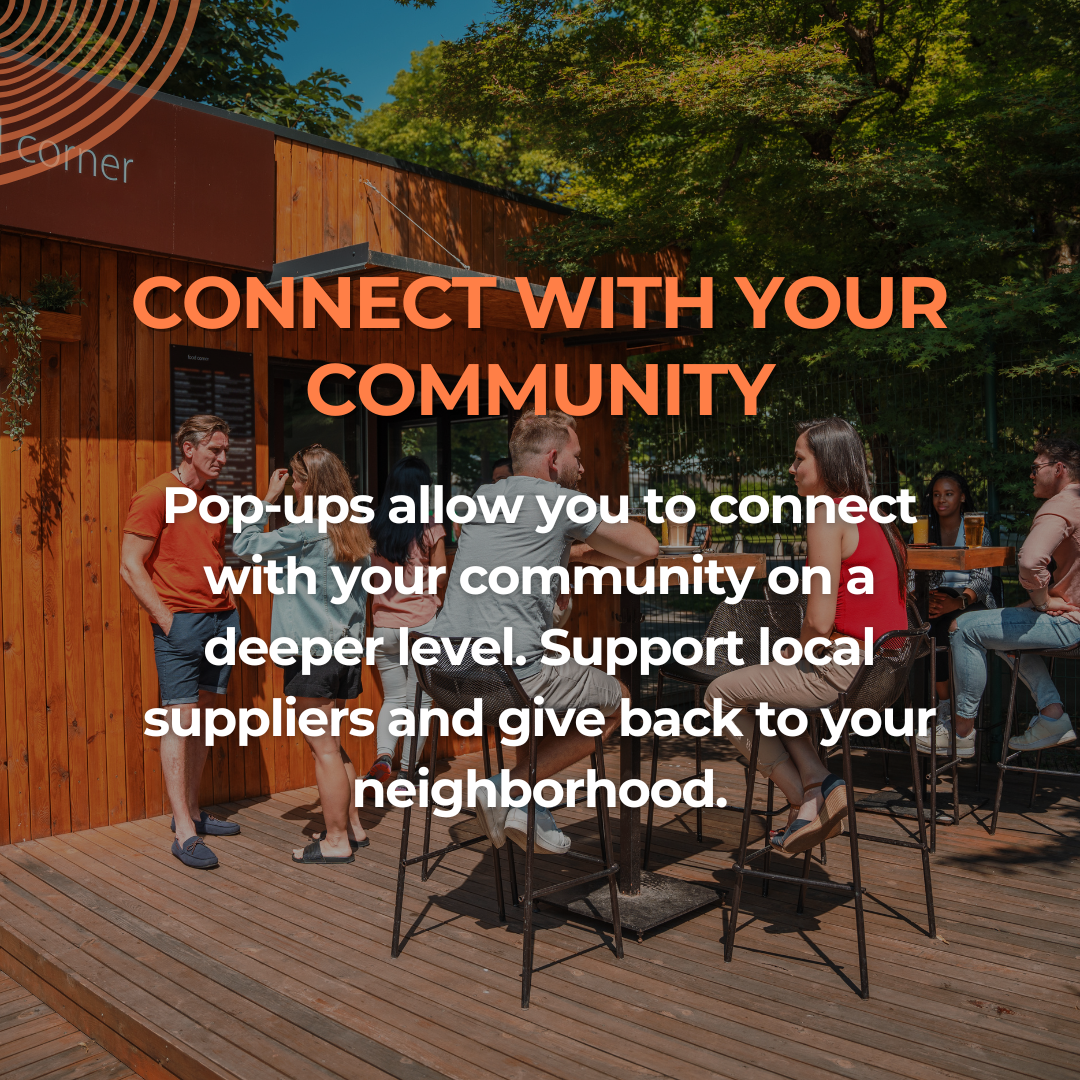 corner
CONNECT WITH YOUR
COMMUNITY
Pop-ups allow you to connect
with your community on a
deeper level. Support local
suppliers and give back to your
neighborhood.